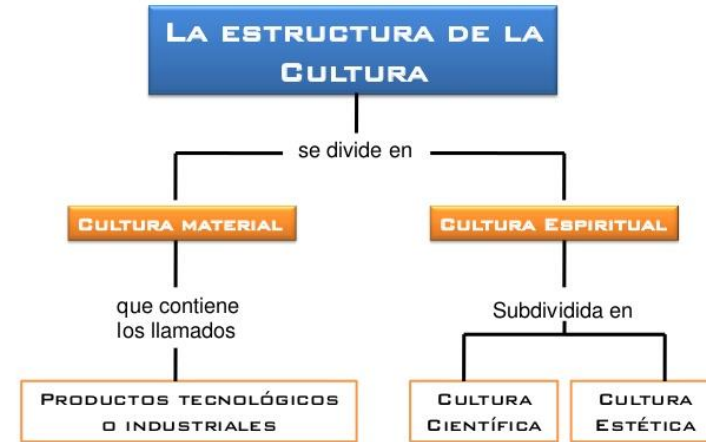 LA ESTRUCTURA DE LA
CULTURA
se divide en
CULTURA MATERIAL
CULTURA ESPIRITUAL
que contiene
los llamados
Subdividida en
PRODUCTOS TECNOLÓGICOS
O INDUSTRIALES
CULTURA
CIENTÍFICA
CULTURA
ESTÉTICA